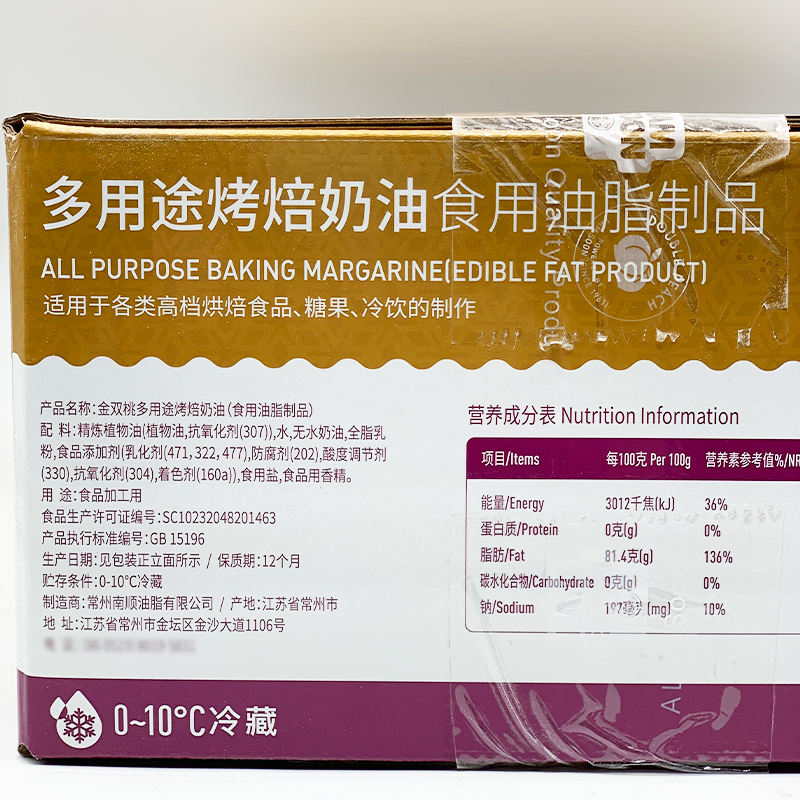 多用途烤焙奶油食用油脂制品
ALL PURPOSE BAKING MARGARINE(EDIBLE FAT PRODUCT)
适用于各类高档烘焙食品、糖果、冷饮的制作
产品名称:金双桃多用途烤焙奶油(食用油脂制品)
配 料:精炼植物油(植物油,抗氧化剂(307)),水,无水奶油,全脂乳
粉,食品添加剂(乳化剂(471,322,477),防腐剂(202),酸度调节剂
(330),抗氧化剂(304),着色剂(160a)),食用盐,食品用香精。
用 途:食品加工用
食品生产许可证编号:SC10232048201463
产品执行标准编号:GB 15196
生产日期:见包装正立面所示 / 保质期:12个月
贮存条件:0-10°C冷藏
制造商:常州南顺油脂有限公司 / 产地:江苏省常州市
地 址:江苏省常州市金坛区金沙大道1106号
营养成分表 Nutrition Information
项目/Items 每100克 Per 100g 营养素参考值%/NR
能量/Energy 3012千焦(kJ) 36%
蛋白质/Protein 0克(g) 0%
脂肪/Fat 81.4克(g) 136%
碳水化合物/Carbohydrate 0克(g) 0%
钠/Sodium 197毫克(mg) 10%
0~10°C冷藏
DOUBLE PEACH
on Quality Produ